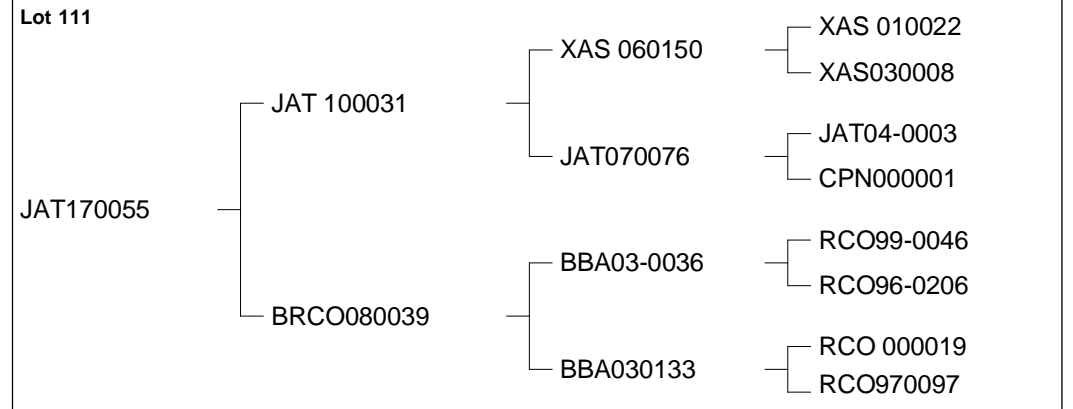 Lot 111
XAS 010022
XAS 060150
XAS030008
JAT 100031
JAT04-0003
JAT070076
CPN000001
JAT170055
RCO99-0046
BBA03-0036
RCO96-0206
BRCO080039
RCO 000019
BBA030133
RCO970097